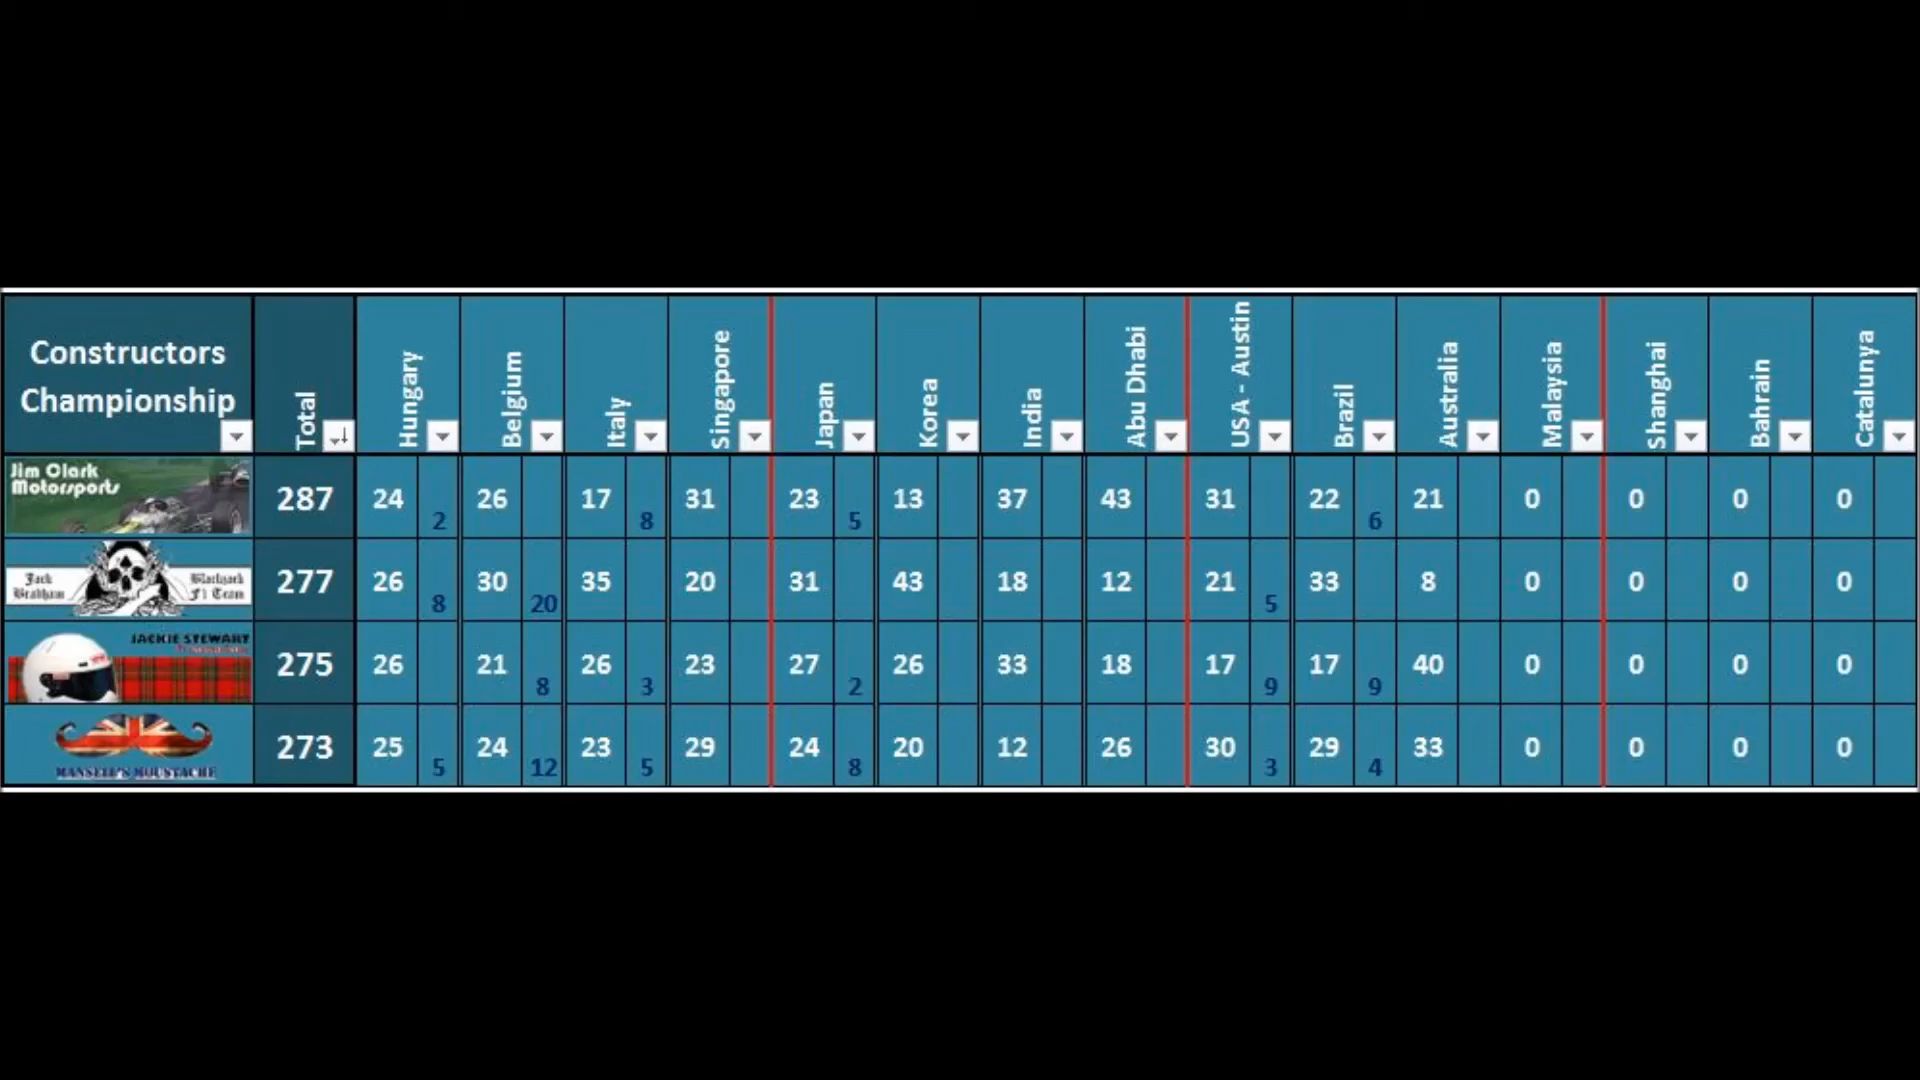 Constructors
Championship
Total
Hungary
Belgium
Italy
Singapore
Japan
Korea
India
Abu Dhabi
USA - Austin
Brazil
Australia
Malaysia
Shanghai
Bahrain
Catalunya
Jim Clark
Motorsports
287 24 2 26 17 8 31 23 5 13 37 43 31 22 6 21 0 0 0 0
Jack Blackjack
Brabham F1 Team
277 26 8 30 20 35 20 31 43 18 12 21 5 33 8 0 0 0 0
JACKIE STEWART
275 26 21 8 26 3 23 27 2 26 33 18 17 9 17 9 40 0 0 0 0
MANSELL'S MOUSTACHE
273 25 5 24 12 23 5 29 24 8 20 12 26 30 3 29 4 33 0 0 0 0